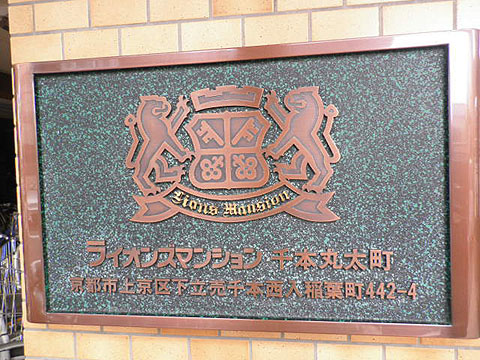 Lions Mansion
ライオンズマンション 千本丸太町
京都市上京区下立売千本西入稲葉町442-4